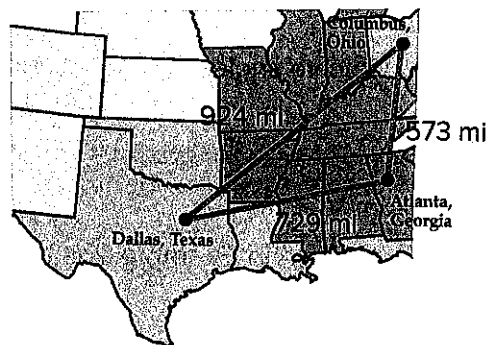 Columbus,
Ohio
924 mi
573 mi
Atlanta,
Georgia
729 mi
Dallas, Texas